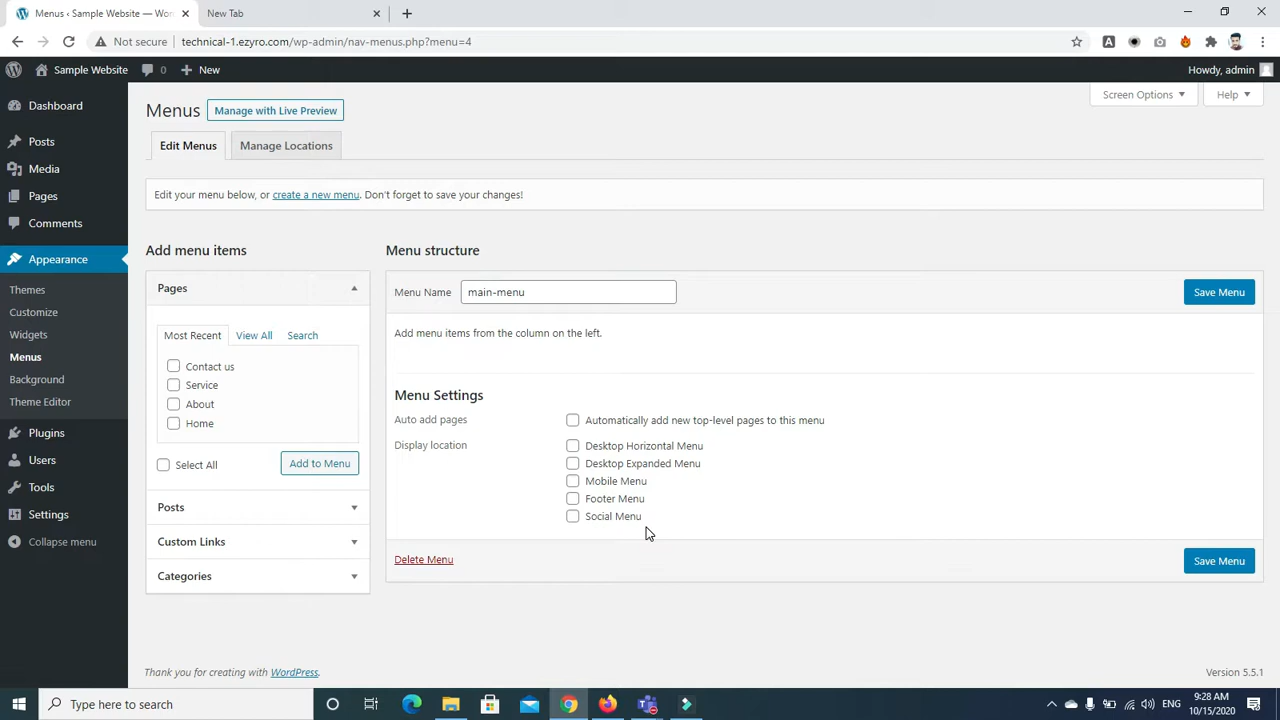 Menus ‹ Sample Website — Wor
New Tab
Not secure
technical-1.ezyro.com/wp-admin/nav-menus.php?menu=4
Sample Website
0
New
Howdy, admin
Dashboard
Posts
Media
Pages
Comments
Appearance
Themes
Customize
Widgets
Menus
Background
Theme Editor
Plugins
Users
Tools
Settings
Collapse menu
Menus
Manage with Live Preview
Screen Options
Help
Edit Menus
Manage Locations
Edit your menu below, or create a new menu. Don't forget to save your changes!
Add menu items
Pages
Most Recent
View All
Search
Contact us
Service
About
Home
Select All
Add to Menu
Posts
Custom Links
Categories
Menu structure
Menu Name
main-menu
Save Menu
Add menu items from the column on the left.
Menu Settings
Auto add pages
Automatically add new top-level pages to this menu
Display location
Desktop Horizontal Menu
Desktop Expanded Menu
Mobile Menu
Footer Menu
Social Menu
Delete Menu
Save Menu
Thank you for creating with WordPress.
Version 5.5.1
Type here to search
ENG
9:28 AM
10/15/2020